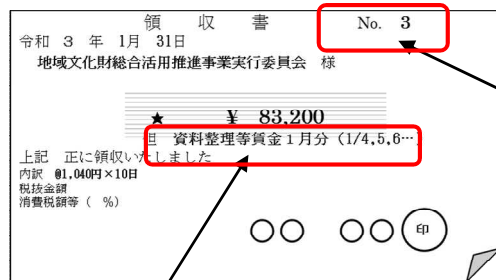 領 収 書 No. 3
令和 3 年 1月 31日
地域文化財総合活用推進事業実行委員会 様
★ ¥ 83,200
但 資料整理等賃金1月分（1/4,5,6…）
上記 正に領収いたしました
内訳 @1,040円×10日
税抜金額
消費税額等（ %）
○○ ○○ 印